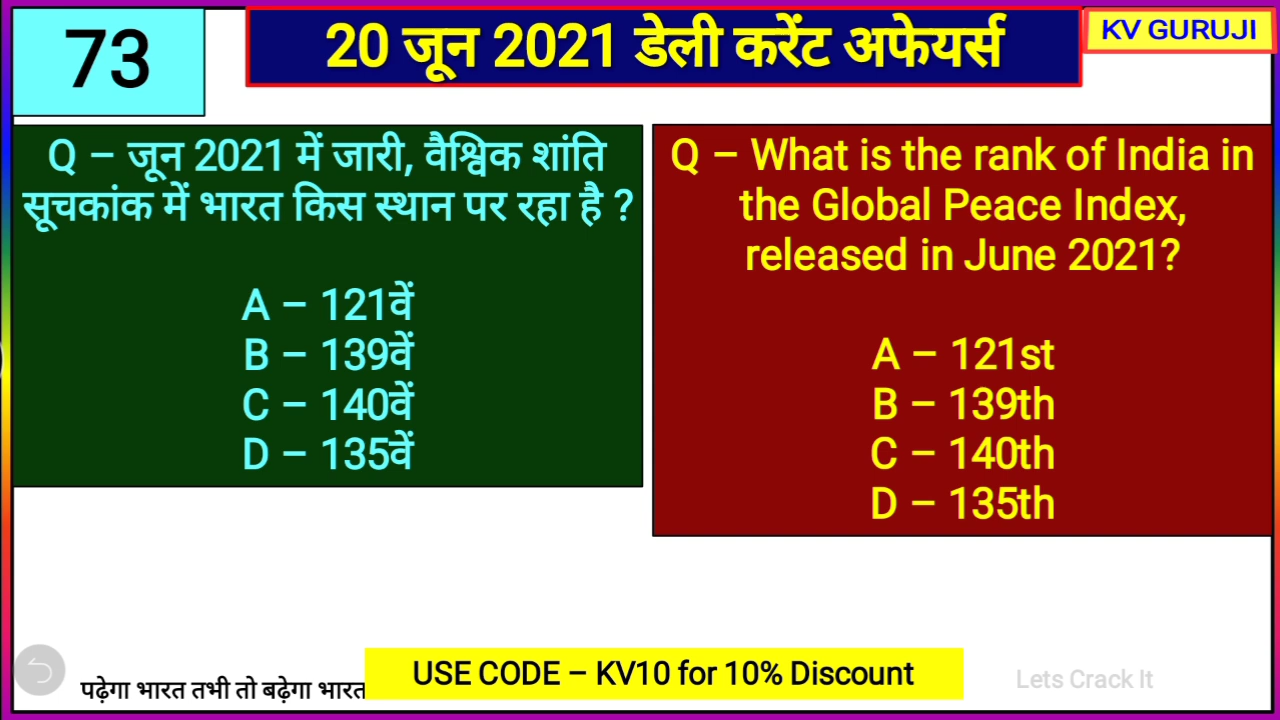 73
20 जून 2021 डेली करेंट अफेयर्स
KV GURUJI
Q – जून 2021 में जारी, वैश्विक शांति
सूचकांक में भारत किस स्थान पर रहा है ?
A – 121वें
B – 139वें
C – 140वें
D – 135वें
Q – What is the rank of India in
the Global Peace Index,
released in June 2021?
A – 121st
B – 139th
C – 140th
D – 135th
पढ़ेगा भारत तभी तो बढ़ेगा भारत
USE CODE – KV10 for 10% Discount
Lets Crack It